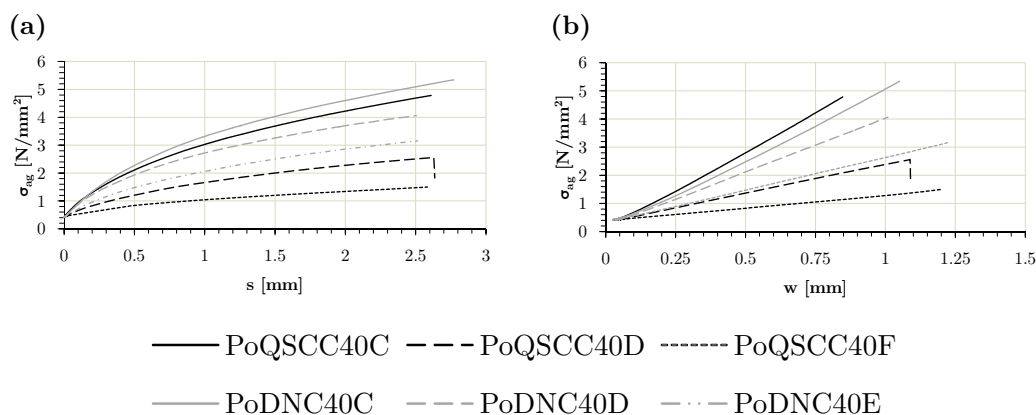 (a)
σag [N/mm²]
6
5
4
3
2
1
0
0 0.5 1 1.5 2 2.5 3
s [mm]
(b)
σag [N/mm²]
6
5
4
3
2
1
0
0 0.25 0.5 0.75 1 1.25 1.5
w [mm]
PoQSCC40C PoQSCC40D PoQSCC40F
PoDNC40C PoDNC40D PoDNC40E